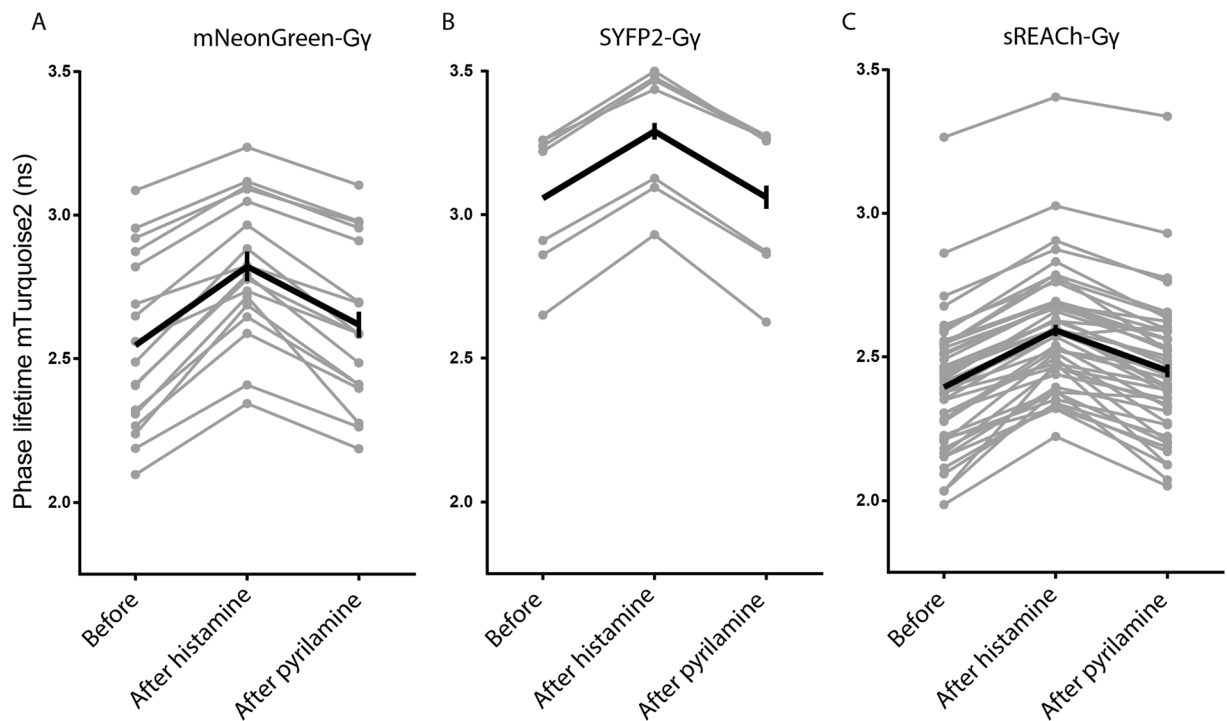 A
mNeonGreen-Gγ
B
SYFP2-Gγ
C
sREACh-Gγ
Phase lifetime mTurquoise2 (ns)
3.5
3.0
2.5
2.0
Before
After histamine
After pyrilamine
3.5
3.0
2.5
2.0
Before
After histamine
After pyrilamine
3.5
3.0
2.5
2.0
Before
After histamine
After pyrilamine